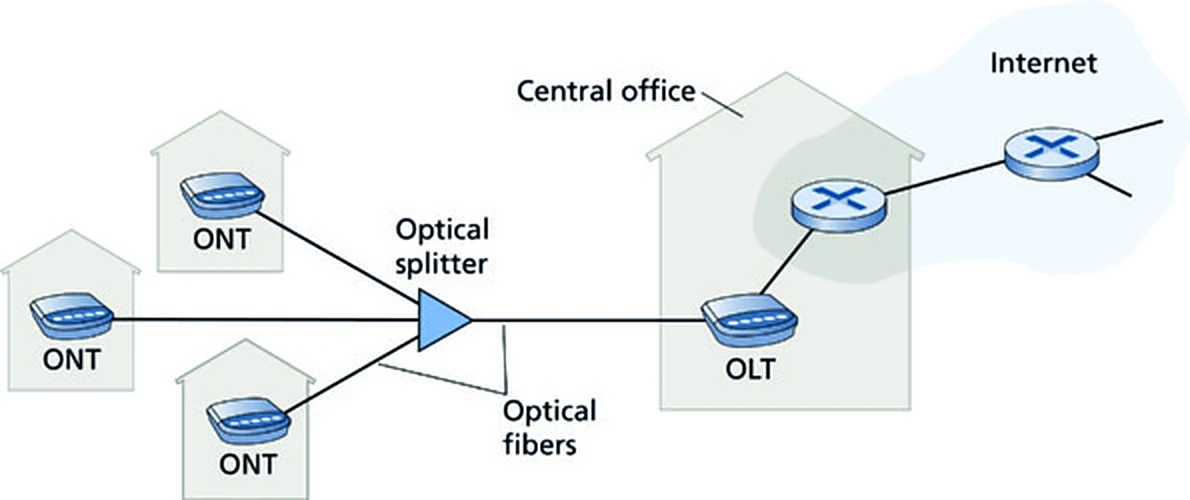 Internet
Central office
ONT
Optical
splitter
ONT
OLT
Optical
fibers
ONT